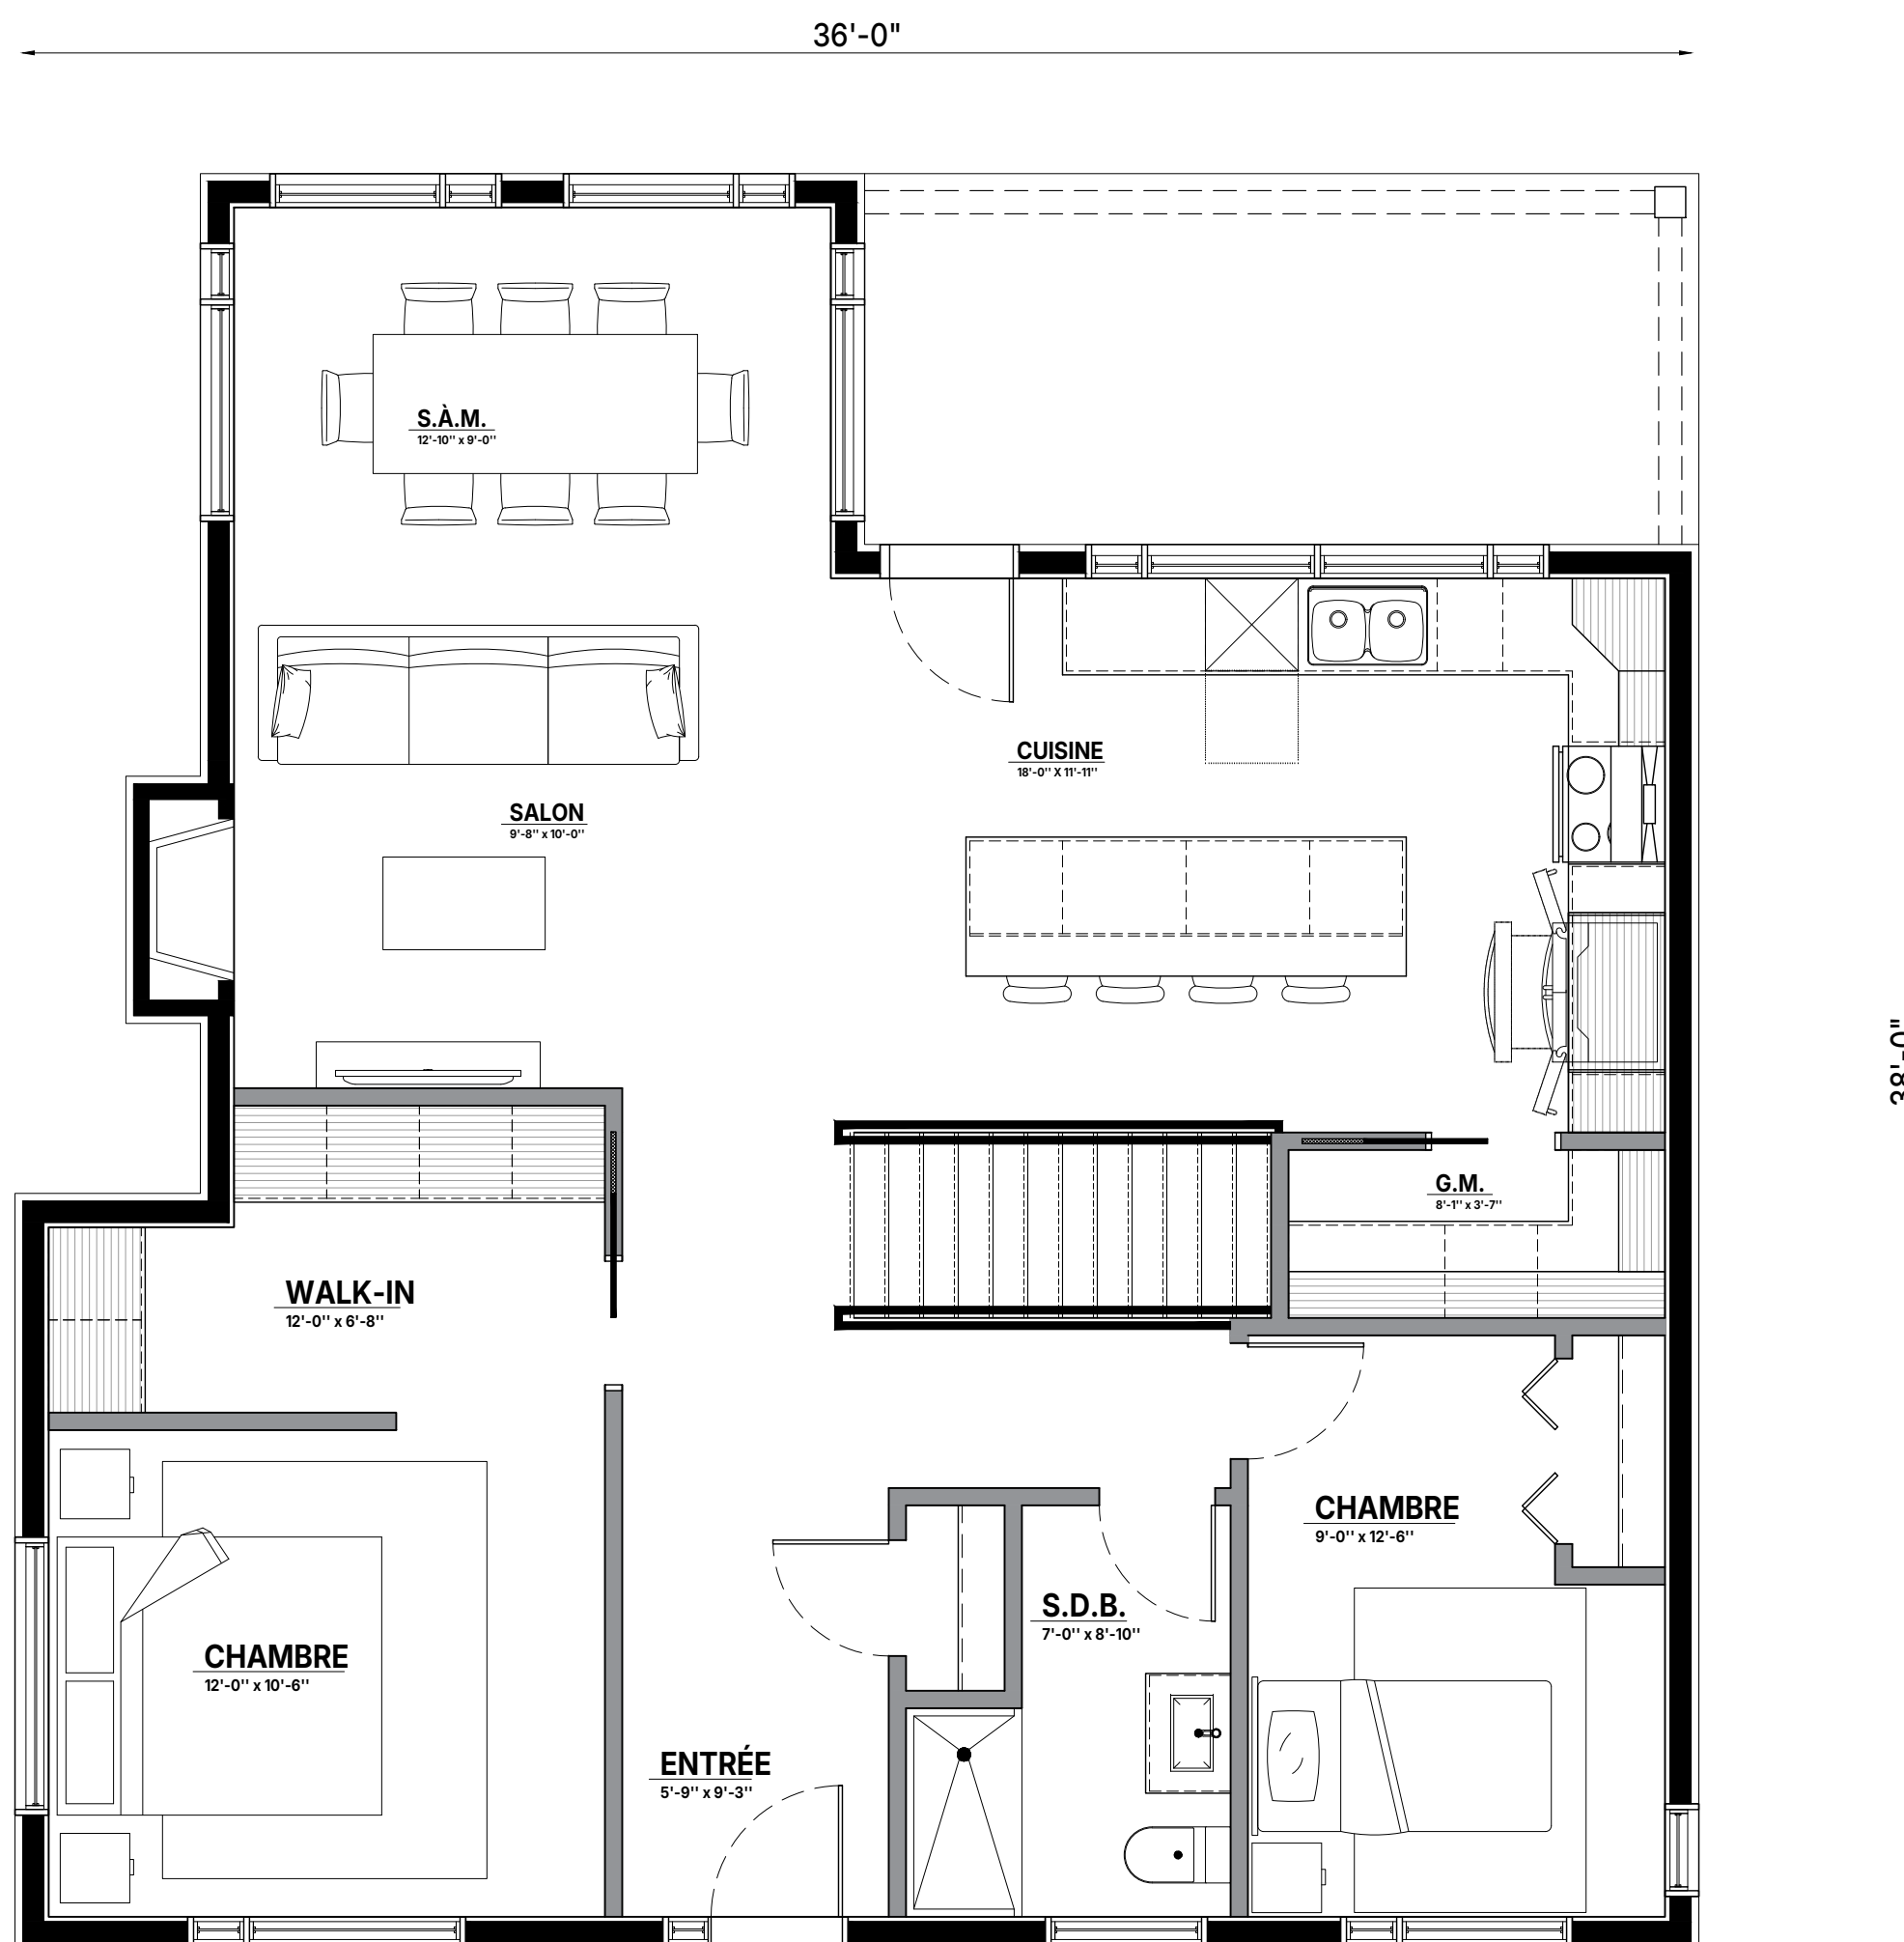 36'-0"
S.À.M.
12'-10'' x 9'-0''
CUISINE
18'-0'' X 11'-11''
SALON
9'-8'' x 10'-0''
38'-0"
G.M.
8'-1'' x 3'-7''
WALK-IN
12'-0'' x 6'-8''
CHAMBRE
9'-0'' x 12'-6''
S.D.B.
7'-0'' x 8'-10''
CHAMBRE
12'-0'' x 10'-6''
ENTRÉE
5'-9'' x 9'-3''